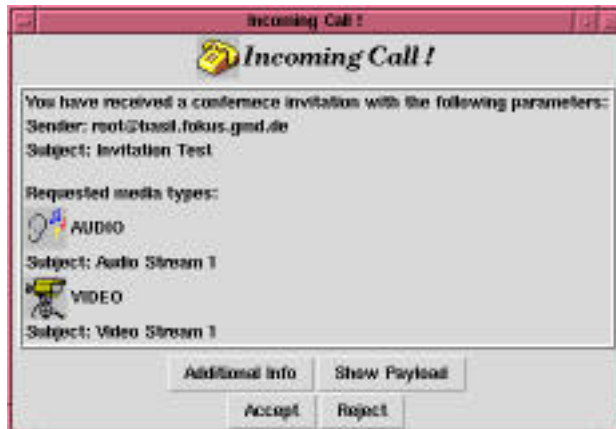 Incoming Call !
Incoming Call !
You have received a confernece invitation with the following parameters:
Sender: root@basil.fokus.gmd.de
Subject: Invitation Test
Requested media types:
AUDIO
Subject: Audio Stream 1
VIDEO
Subject: Video Stream 1
Additional Info Show Payload
Accept Reject